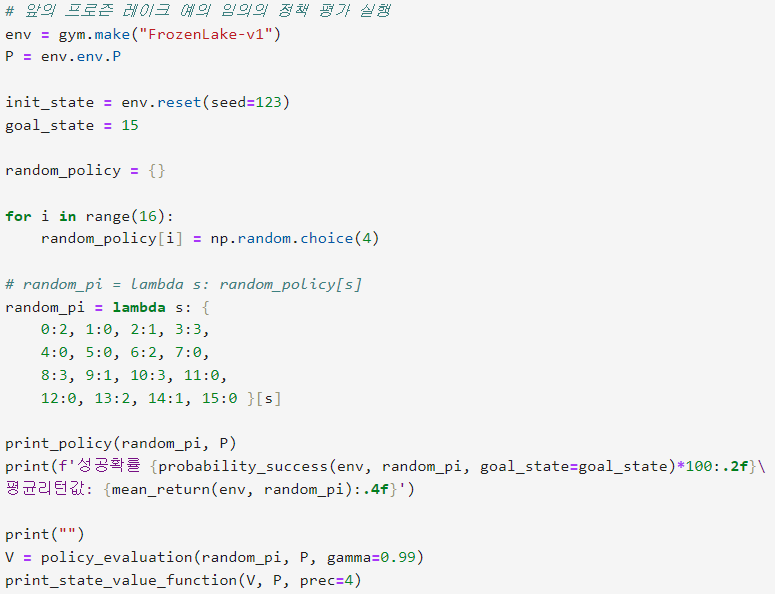 # 앞의 프로즌 레이크 예의 임의의 정책 평가 실행
env = gym.make("FrozenLake-v1")
P = env.env.P
init_state = env.reset(seed=123)
goal_state = 15
random_policy = {}
for i in range(16):
    random_policy[i] = np.random.choice(4)
# random_pi = lambda s: random_policy[s]
random_pi = lambda s: {
    0:2, 1:0, 2:1, 3:3,
    4:0, 5:0, 6:2, 7:0,
    8:3, 9:1, 10:3, 11:0,
    12:0, 13:2, 14:1, 15:0 }[s]
print_policy(random_pi, P)
print(f'성공확률 {probability_success(env, random_pi, goal_state=goal_state)*100:.2f}\
평균리턴값: {mean_return(env, random_pi):.4f}')
print("")
V = policy_evaluation(random_pi, P, gamma=0.99)
print_state_value_function(V, P, prec=4)